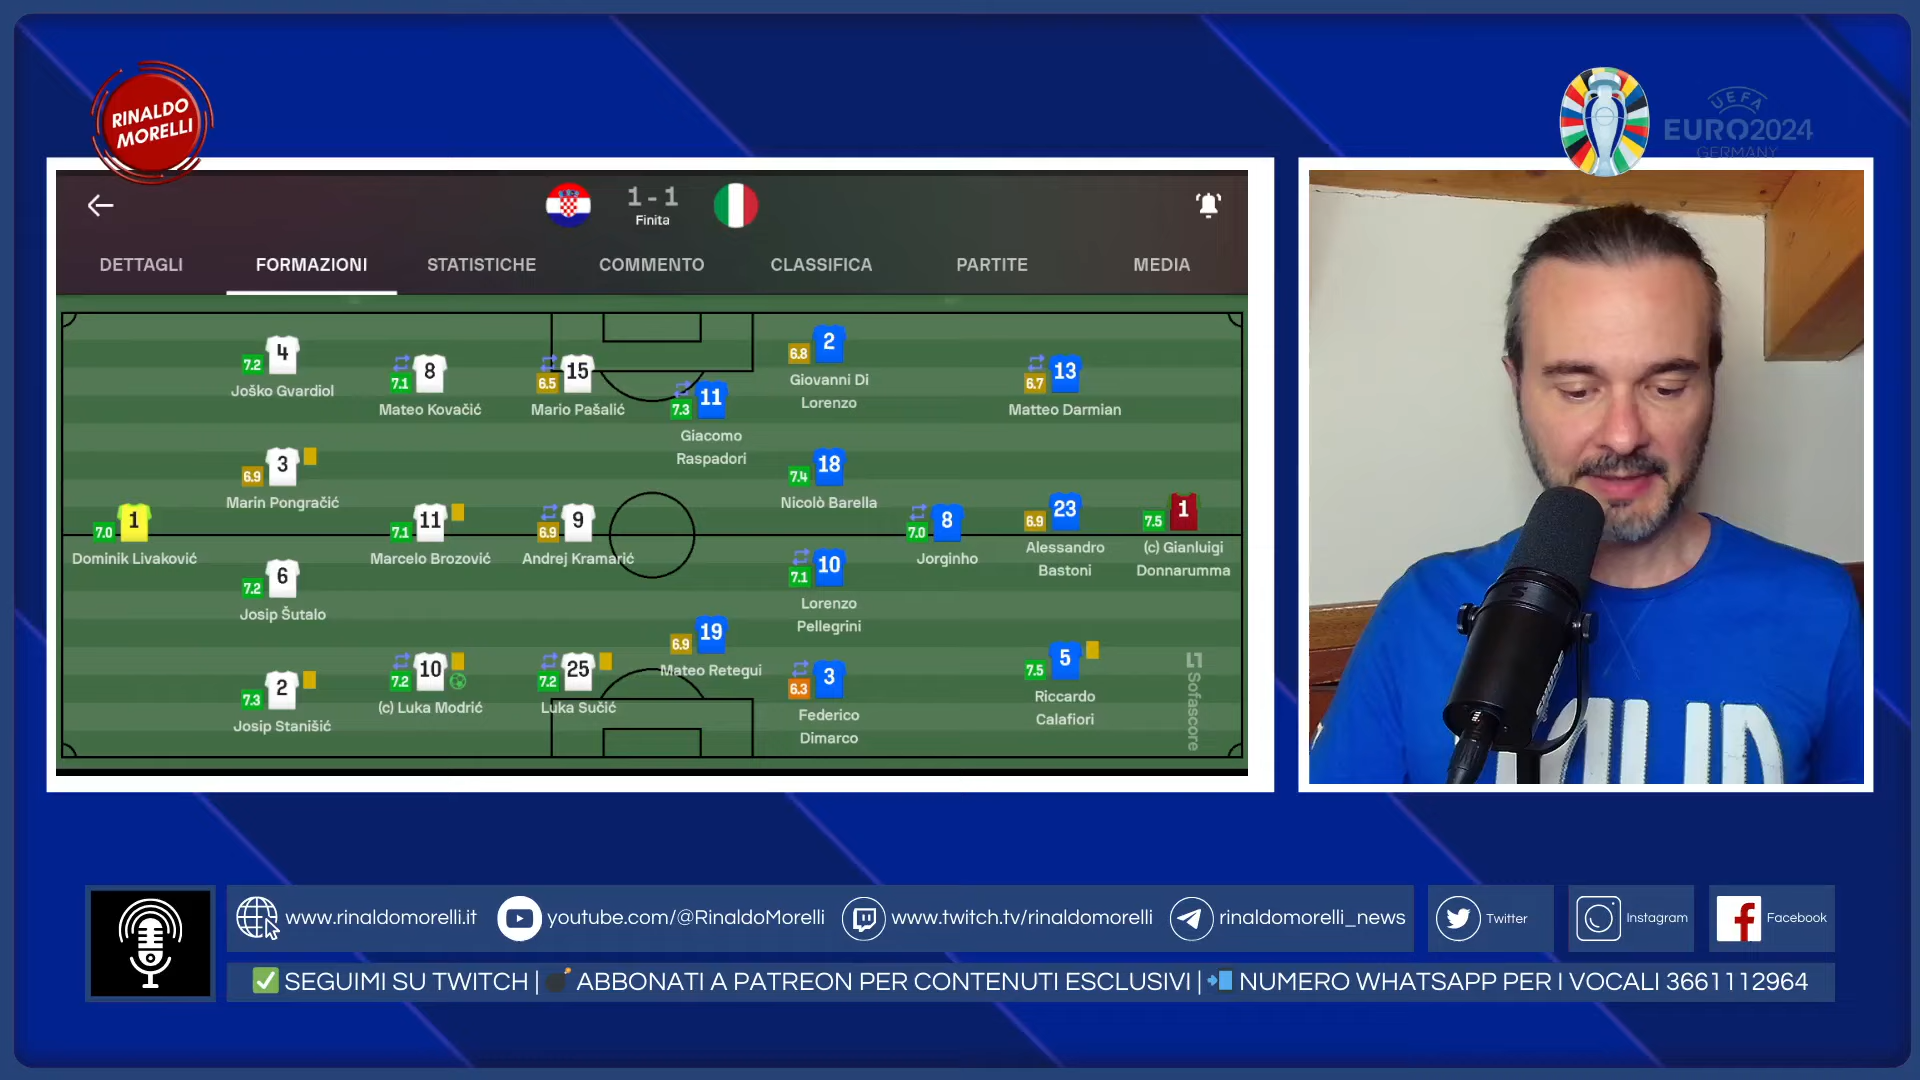 RINALDO
MORELLI
UEFA
EURO2024
GERMANY
1 - 1
Finita
DETTAGLI FORMAZIONI STATISTICHE COMMENTO CLASSIFICA PARTITE MEDIA
4
7.2
Joško Gvardiol
3
6.9
Marin Pongračić
1
7.0
Dominik Livaković
6
7.2
Josip Šutalo
2
7.3
Josip Stanišić
8
7.1
Mateo Kovačić
11
7.1
Marcelo Brozović
10
7.2
(c) Luka Modrić
15
6.5
Mario Pašalić
9
6.9
Andrej Kramarić
25
7.2
Luka Sučić
11
7.3
Giacomo
Raspadori
19
6.9
Mateo Retegui
2
6.8
Giovanni Di
Lorenzo
18
7.4
Nicolò Barella
10
7.1
Lorenzo
Pellegrini
3
6.3
Federico
Dimarco
8
7.0
Jorginho
13
6.7
Matteo Darmian
23
6.9
Alessandro
Bastoni
5
7.5
Riccardo
Calafiori
1
7.5
(c) Gianluigi
Donnarumma
Sofascore
www.rinaldomorelli.it youtube.com/@RinaldoMorelli www.twitch.tv/rinaldomorelli rinaldomorelli_news Twitter Instagram Facebook
✅ SEGUIMI SU TWITCH | 💣 ABBONATI A PATREON PER CONTENUTI ESCLUSIVI | 📲 NUMERO WHATSAPP PER I VOCALI 3661112964